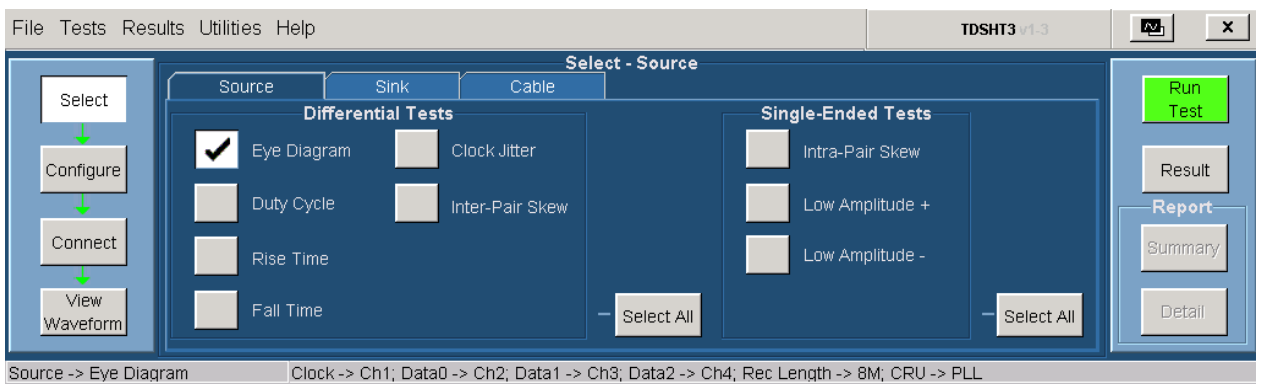 File Tests Results Utilities Help TDSHT3 v1-3 x
Select - Source
Select
Configure
Connect
View
Waveform
Source Sink Cable
Differential Tests
Eye Diagram Clock Jitter
Duty Cycle Inter-Pair Skew
Rise Time
Fall Time
Select All
Single-Ended Tests
Intra-Pair Skew
Low Amplitude +
Low Amplitude -
Select All
Run
Test
Result
Report
Summary
Detail
Source -> Eye Diagram Clock -> Ch1; Data0 -> Ch2; Data1 -> Ch3; Data2 -> Ch4; Rec Length -> 8M; CRU -> PLL